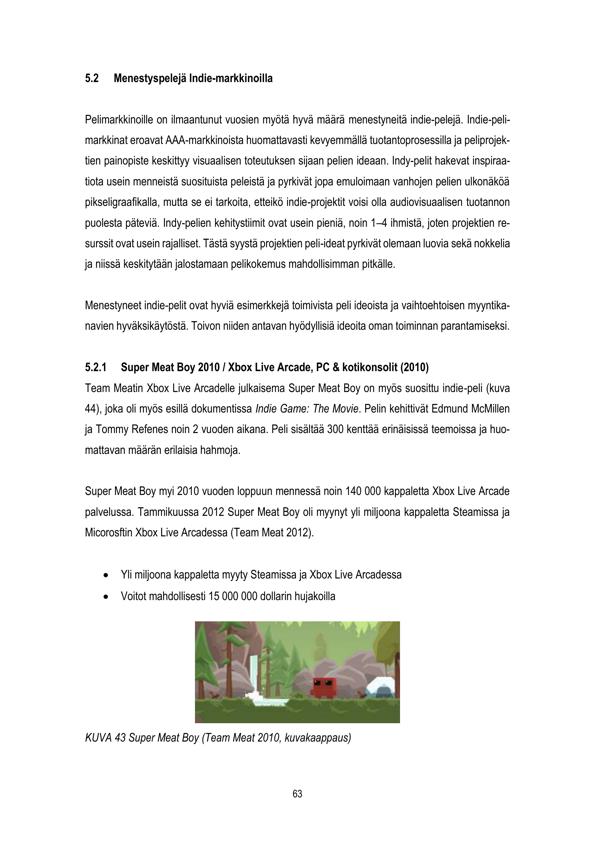 5.2 Menestyspelejä Indie-markkinoilla
Pelimarkkinoille on ilmaantunut vuosien myötä hyvä määrä menestyneitä indie-pelejä. Indie-peli-
markkinat eroavat AAA-markkinoista huomattavasti kevyemmällä tuotantoprosessilla ja peliprojek-
tien painopiste keskittyy visuaalisen toteutuksen sijaan pelien ideaan. Indy-pelit hakevat inspiraa-
tiota usein menneistä suosituista peleistä ja pyrkivät jopa emuloimaan vanhojen pelien ulkonäköä
pikseligraafikalla, mutta se ei tarkoita, etteikö indie-projektit voisi olla audiovisuaalisen tuotannon
puolesta päteviä. Indy-pelien kehitystiimit ovat usein pieniä, noin 1–4 ihmistä, joten projektien re-
surssit ovat usein rajalliset. Tästä syystä projektien peli-ideat pyrkivät olemaan luovia sekä nokkelia
ja niissä keskitytään jalostamaan pelikokemus mahdollisimman pitkälle.
Menestyneet indie-pelit ovat hyviä esimerkkejä toimivista peli ideoista ja vaihtoehtoisen myyntika-
navien hyväksikäytöstä. Toivon niiden antavan hyödyllisiä ideoita oman toiminnan parantamiseksi.
5.2.1 Super Meat Boy 2010 / Xbox Live Arcade, PC & kotikonsolit (2010)
Team Meatin Xbox Live Arcadelle julkaisema Super Meat Boy on myös suosittu indie-peli (kuva
44), joka oli myös esillä dokumentissa Indie Game: The Movie. Pelin kehittivät Edmund McMillen
ja Tommy Refenes noin 2 vuoden aikana. Peli sisältää 300 kenttää erinäisissä teemoissa ja huo-
mattavan määrän erilaisia hahmoja.
Super Meat Boy myi 2010 vuoden loppuun mennessä noin 140 000 kappaletta Xbox Live Arcade
palvelussa. Tammikuussa 2012 Super Meat Boy oli myynyt yli miljoona kappaletta Steamissa ja
Micorosftin Xbox Live Arcadessa (Team Meat 2012).
• Yli miljoona kappaletta myyty Steamissa ja Xbox Live Arcadessa
• Voitot mahdollisesti 15 000 000 dollarin hujakoilla
KUVA 43 Super Meat Boy (Team Meat 2010, kuvakaappaus)
63